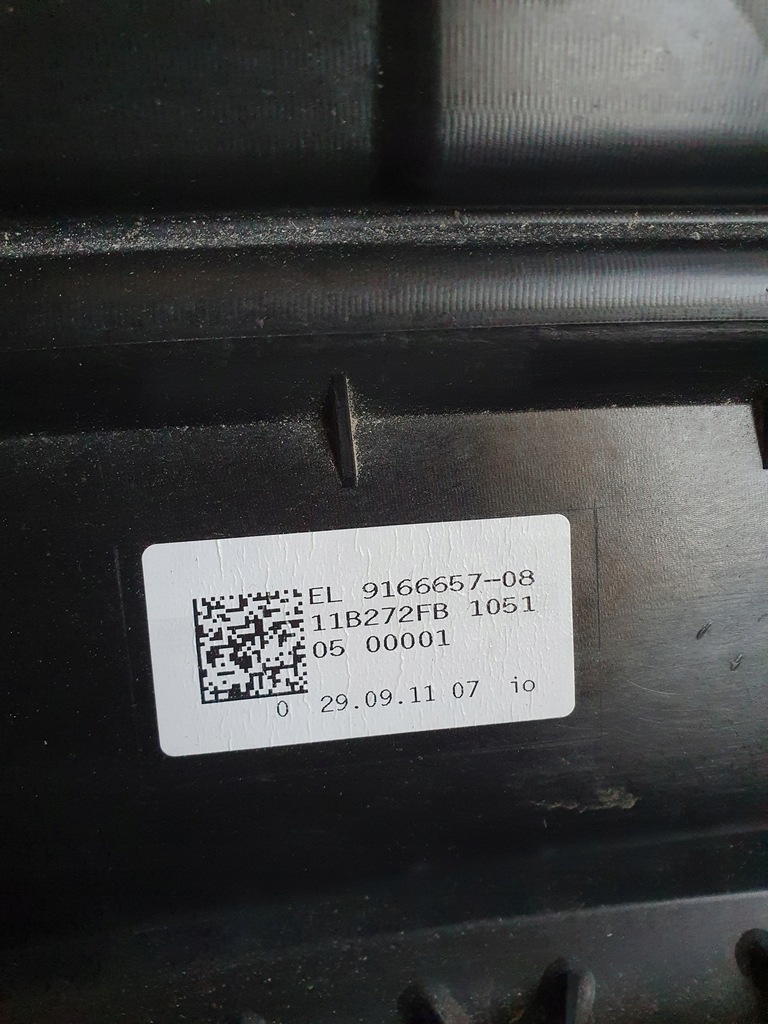 EL 9166657-08
11B272FB 1051
05 00001
0 29.09.11 07 io